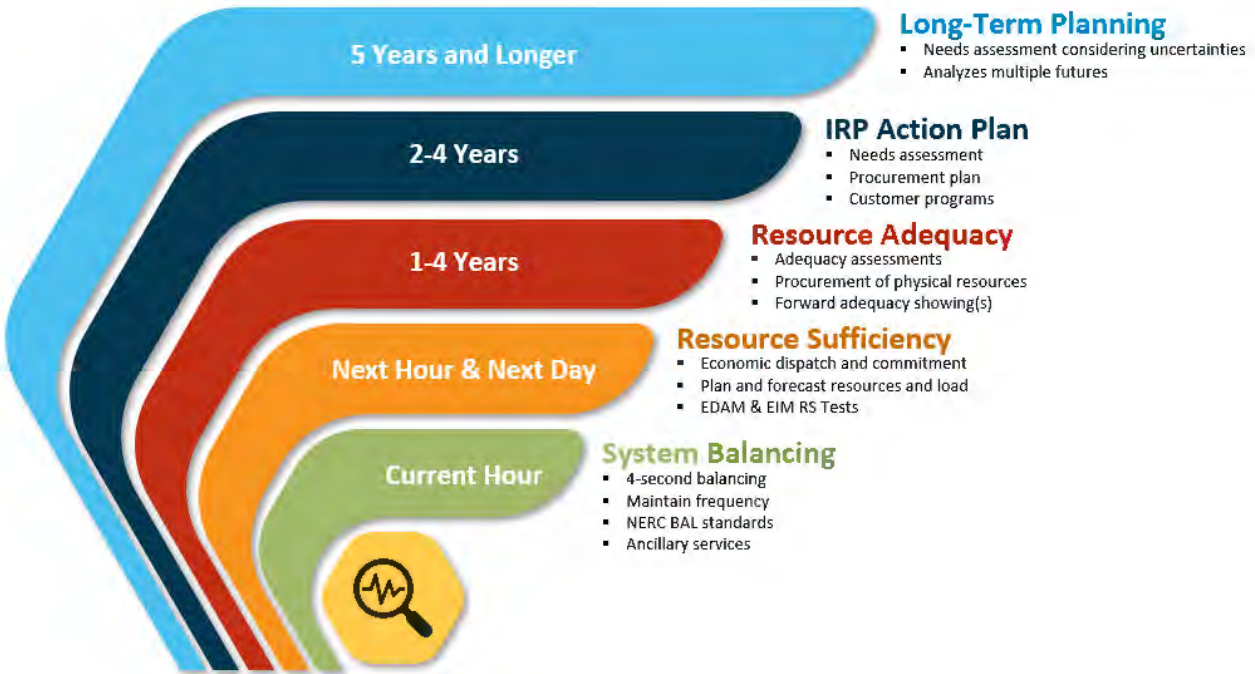 5 Years and Longer
Long-Term Planning
▪ Needs assessment considering uncertainties
▪ Analyzes multiple futures
2-4 Years
IRP Action Plan
▪ Needs assessment
▪ Procurement plan
▪ Customer programs
1-4 Years
Resource Adequacy
▪ Adequacy assessments
▪ Procurement of physical resources
▪ Forward adequacy showing(s)
Next Hour & Next Day
Resource Sufficiency
▪ Economic dispatch and commitment
▪ Plan and forecast resources and load
▪ EDAM & EIM RS Tests
Current Hour
System Balancing
▪ 4-second balancing
▪ Maintain frequency
▪ NERC BAL standards
▪ Ancillary services